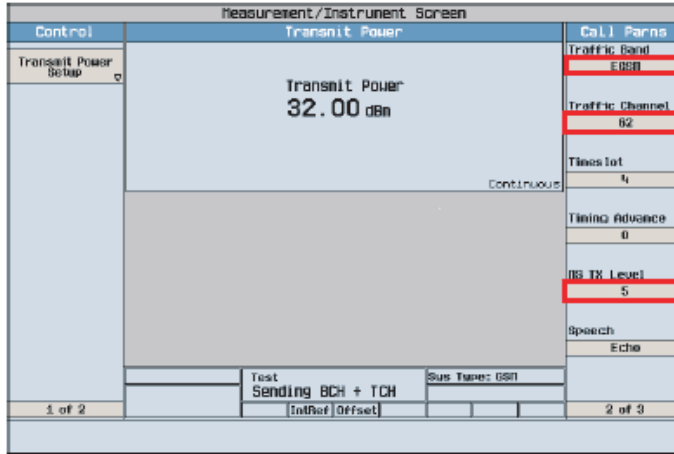 Measurement/Instrument Screen
Control
Transmit Power
Call Parms
Transmit Power
Setup
Transmit Power
32.00 dBm
Continuous
Traffic Band
EGSM
Traffic Channel
62
Timeslot
4
Timing Advance
0
MS TX Level
5
Speech
Echo
Test
Sending BCH + TCH
Sys Type: GSM
IntRef Offset
1 of 2
2 of 3